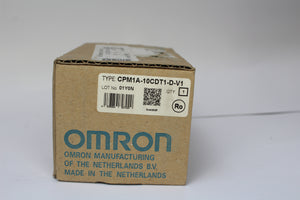 TYPE: CPM1A-10CDT1-D-V1
LOT No. 01Y0N
QTY 1
Ro
OMRON
OMRON MANUFACTURING
OF THE NETHERLANDS B.V.
MADE IN THE NETHERLANDS